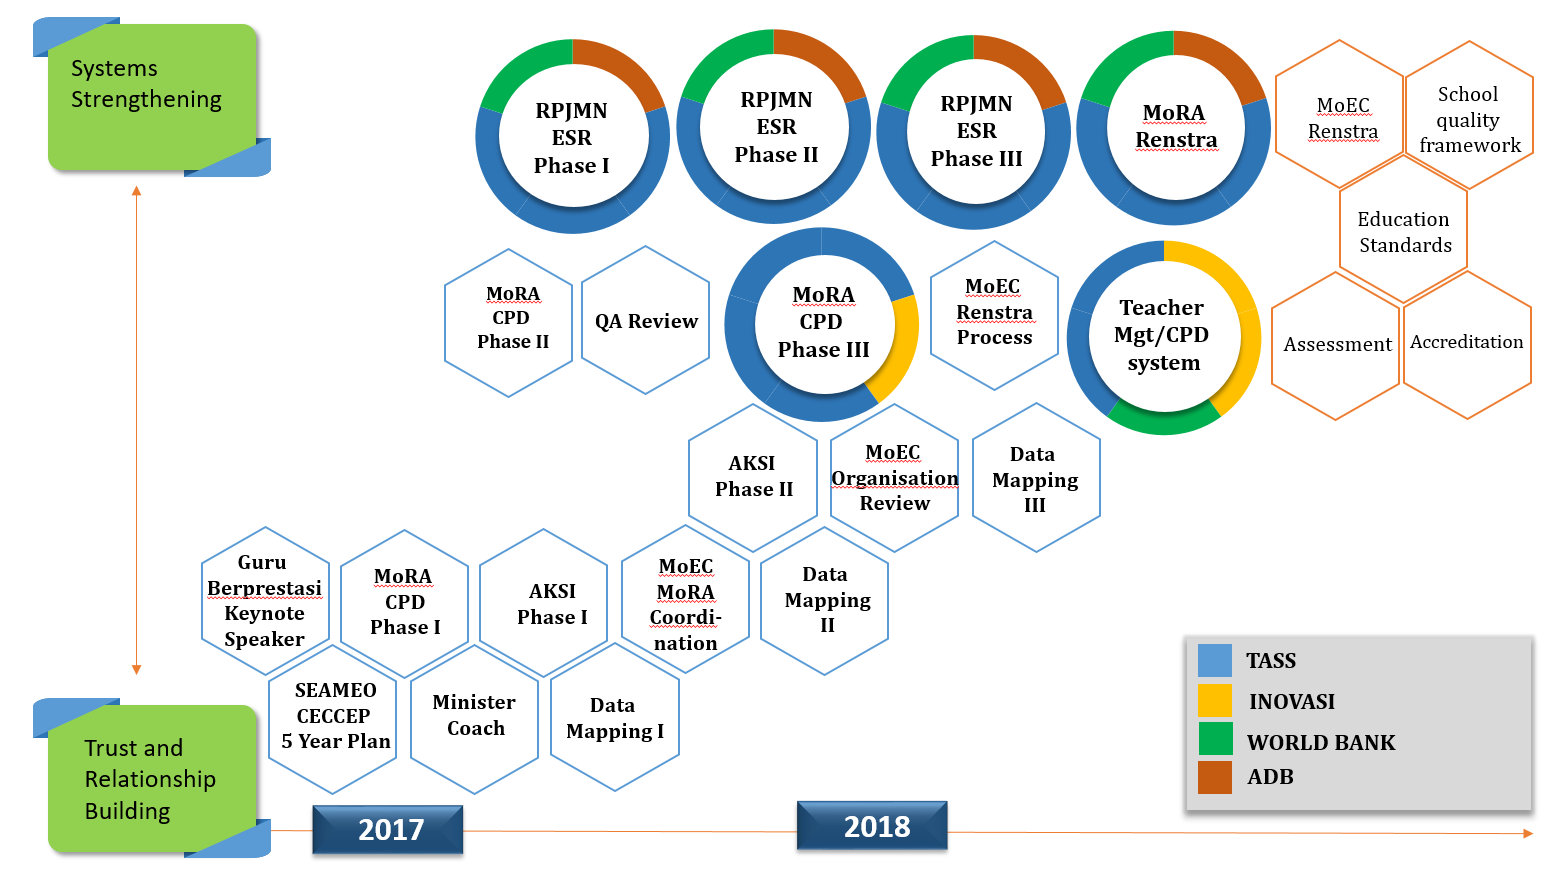 Systems
Strengthening
RPJMN
ESR
Phase I
RPJMN
ESR
Phase II
RPJMN
ESR
Phase III
MoRA
Renstra
MoEC
Renstra
School
quality
framework
Education
Standards
MoRA
CPD
Phase II
QA Review
MoRA
CPD
Phase III
MoEC
Renstra
Process
Teacher
Mgt/CPD
system
Assessment
Accreditation
AKSI
Phase II
MoEC
Organisation
Review
Data
Mapping
III
Guru
Berprestasi
Keynote
Speaker
MoRA
CPD
Phase I
AKSI
Phase I
MoEC
MoRA
Coordi-
nation
Data
Mapping
II
SEAMEO
CECCEP
5 Year Plan
Minister
Coach
Data
Mapping I
TASS
INOVASI
WORLD BANK
ADB
Trust and
Relationship
Building
2017
2018